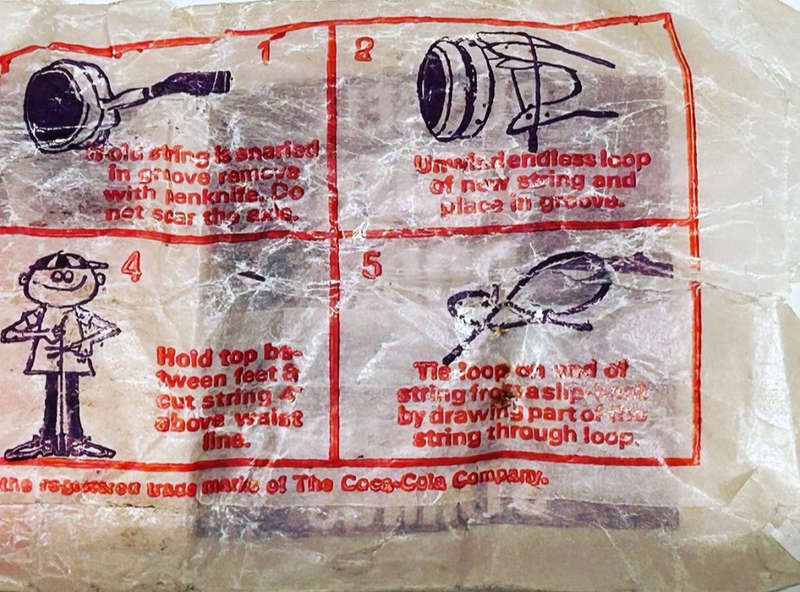 1
If old string is snarled
in groove remove
with penknife. Do
not scar the axle.
2
Unwind endless loop
of new string and
place in groove.
4
Hold top be-
tween feet &
cut string 4"
above waist
line.
5
Tie loop on end of
string from a slip-knot
by drawing part of the
string through loop.
the registered trade marks of The Coca-Cola Company.